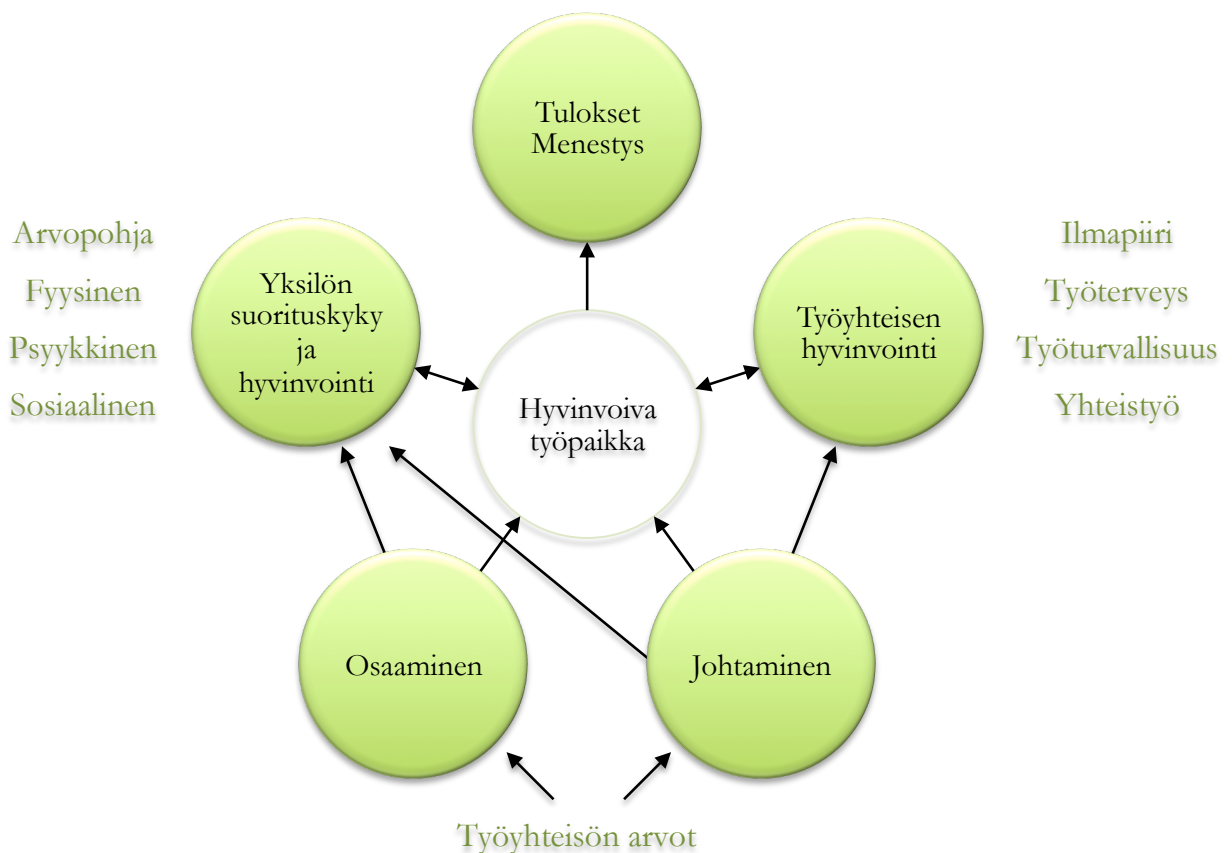 Tulokset
Menestys
Arvopohja
Fyysinen
Psyykkinen
Sosiaalinen
Yksilön
suorituskyky
ja
hyvinvointi
Työyhteisen
hyvinvointi
Ilmapiiri
Työterveys
Työturvallisuus
Yhteistyö
Hyvinvoiva
työpaikka
Osaaminen
Johtaminen
Työyhteisön arvot